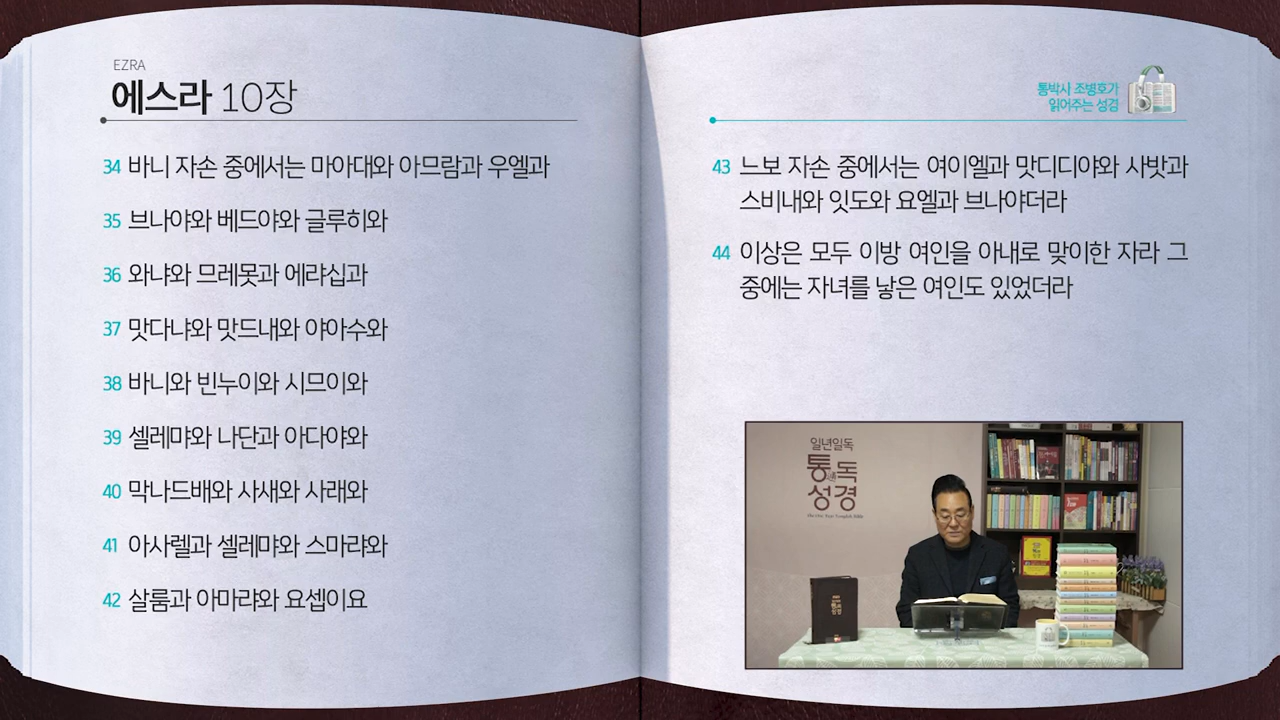 EZRA
에스라 10장
34 바니 자손 중에서는 마아대와 아므람과 우엘과
35 브나야와 베드야와 글루히와
36 와냐와 므레못과 에랴십과
37 맛다냐와 맛드내와 야아수와
38 바니와 빈누이와 시므이와
39 셀레먀와 나단과 아다야와
40 막나드배와 사새와 사래와
41 아사렐과 셀레먀와 스마랴와
42 살룸과 아마랴와 요셉이요
통박사 조병호가
읽어주는 성경
43 느보 자손 중에서는 여이엘과 맛디디야와 사밧과
스비내와 잇도와 요엘과 브나야더라
44 이상은 모두 이방 여인을 아내로 맞이한 자라 그
중에는 자녀를 낳은 여인도 있었더라
일년일독
통독
성경
The One Year Tongdok Bible